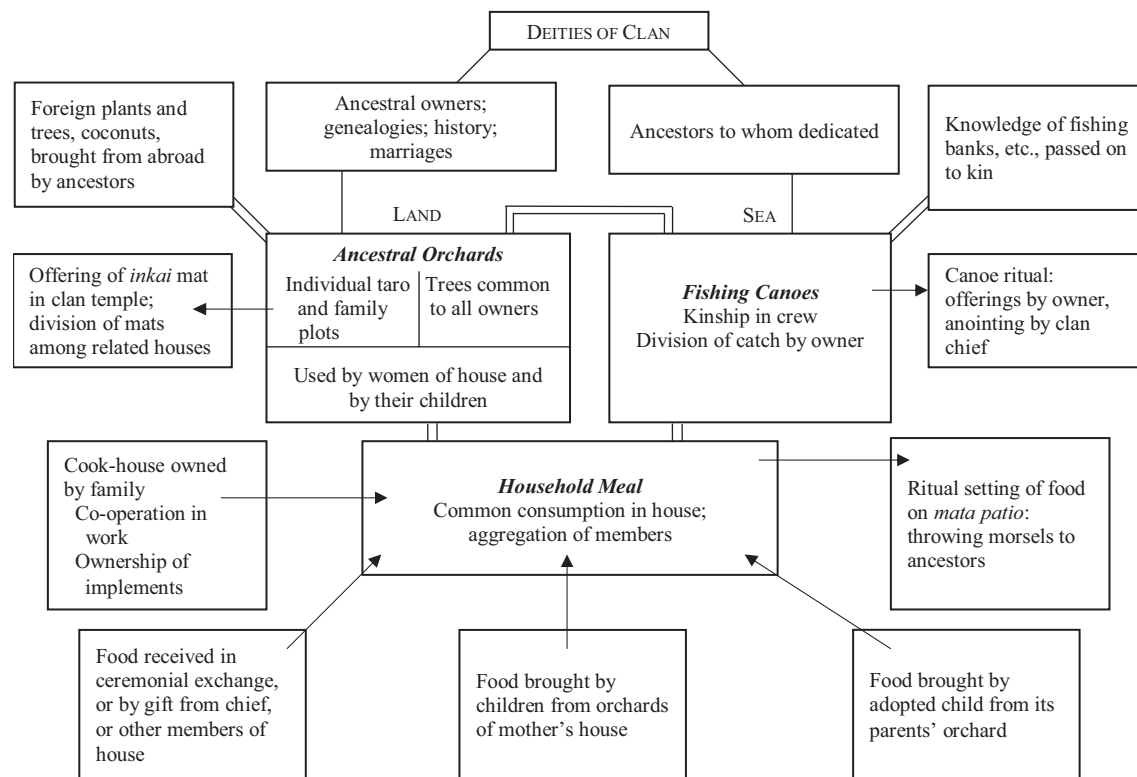 DEITIES OF CLAN
Foreign plants and
trees, coconuts,
brought from abroad
by ancestors
Ancestral owners;
genealogies; history;
marriages
Ancestors to whom dedicated
Knowledge of fishing
banks, etc., passed on
to kin
LAND
SEA
Offering of inkai mat
in clan temple;
division of mats
among related houses
Ancestral Orchards
Individual taro
and family
plots
Trees common
to all owners
Used by women of house and
by their children
Fishing Canoes
Kinship in crew
Division of catch by owner
Canoe ritual:
offerings by owner,
anointing by clan
chief
Cook-house owned
by family
Co-operation in
work
Ownership of
implements
Household Meal
Common consumption in house;
aggregation of members
Ritual setting of food
on mata patio:
throwing morsels to
ancestors
Food received in
ceremonial exchange,
or by gift from chief,
or other members of
house
Food brought by
children from orchards
of mother’s house
Food brought by
adopted child from its
parents’ orchard